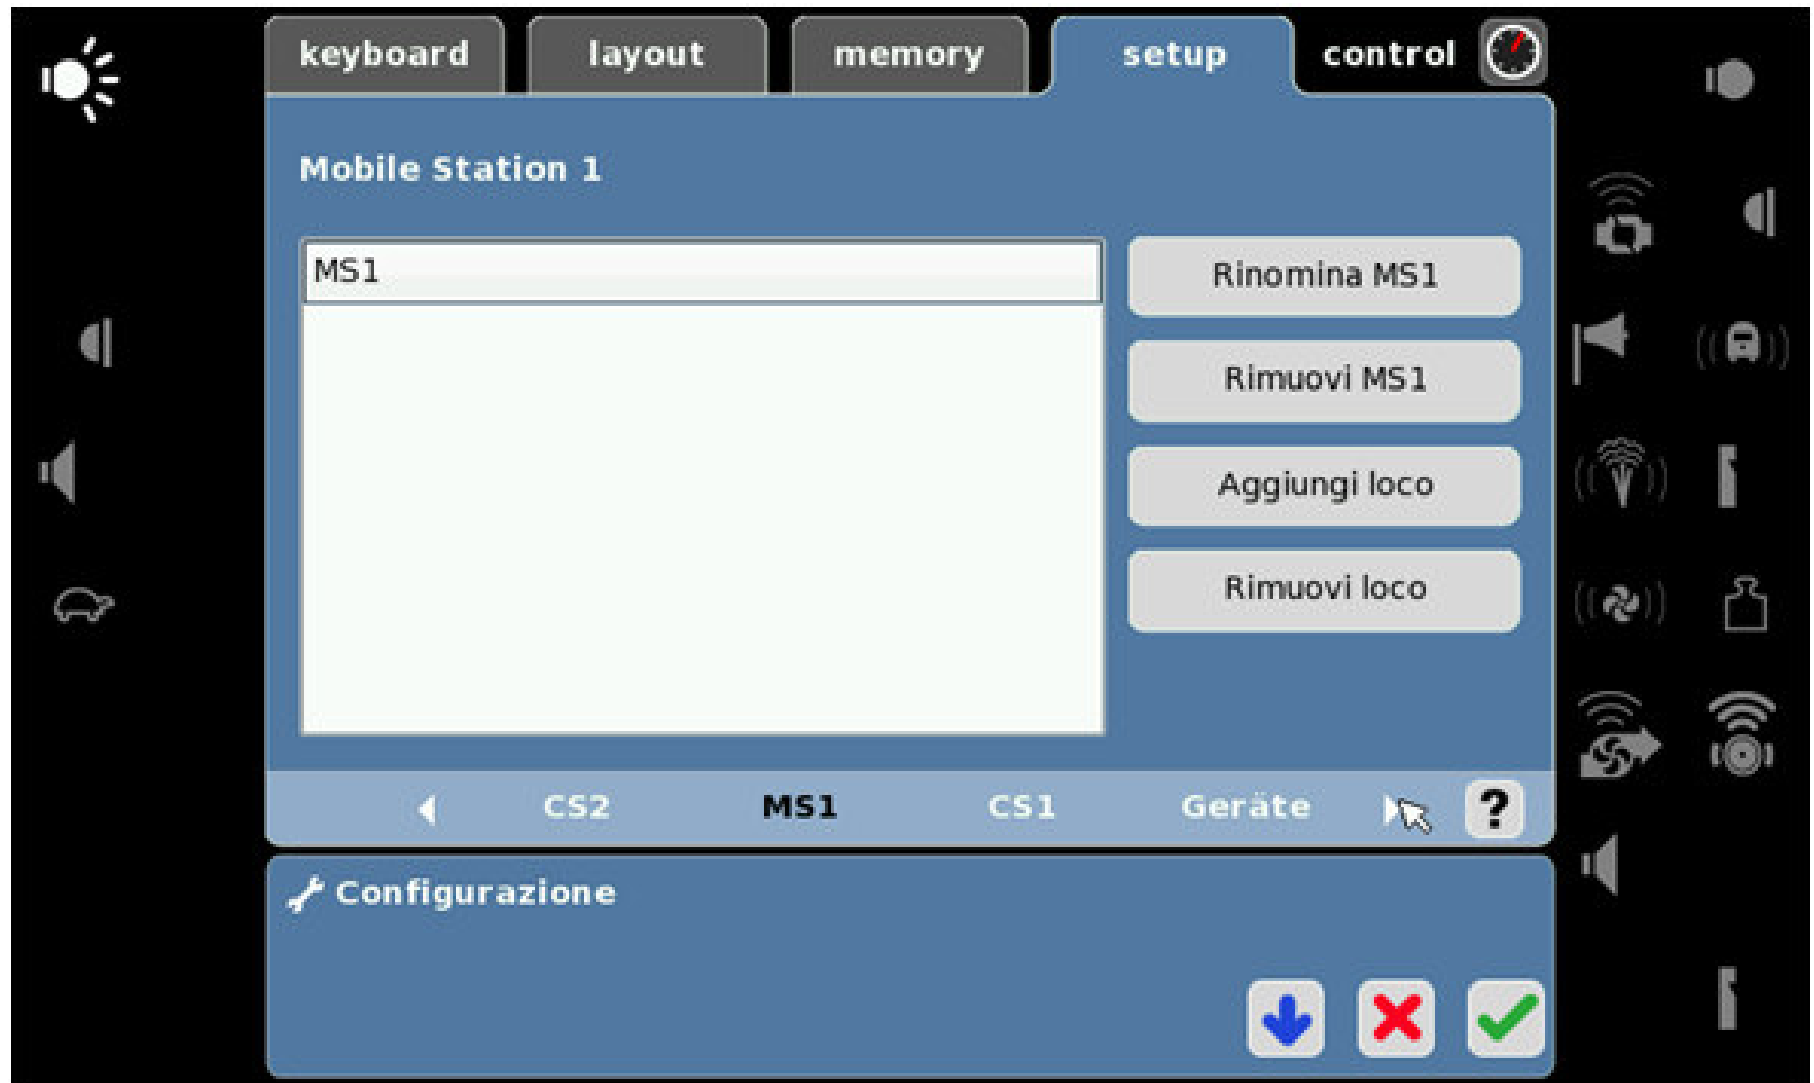 keyboard layout memory setup control
Mobile Station 1
MS1
Rinomina MS1
Rimuovi MS1
Aggiungi loco
Rimuovi loco
CS2 MS1 CS1 Geräte ?
Configurazione